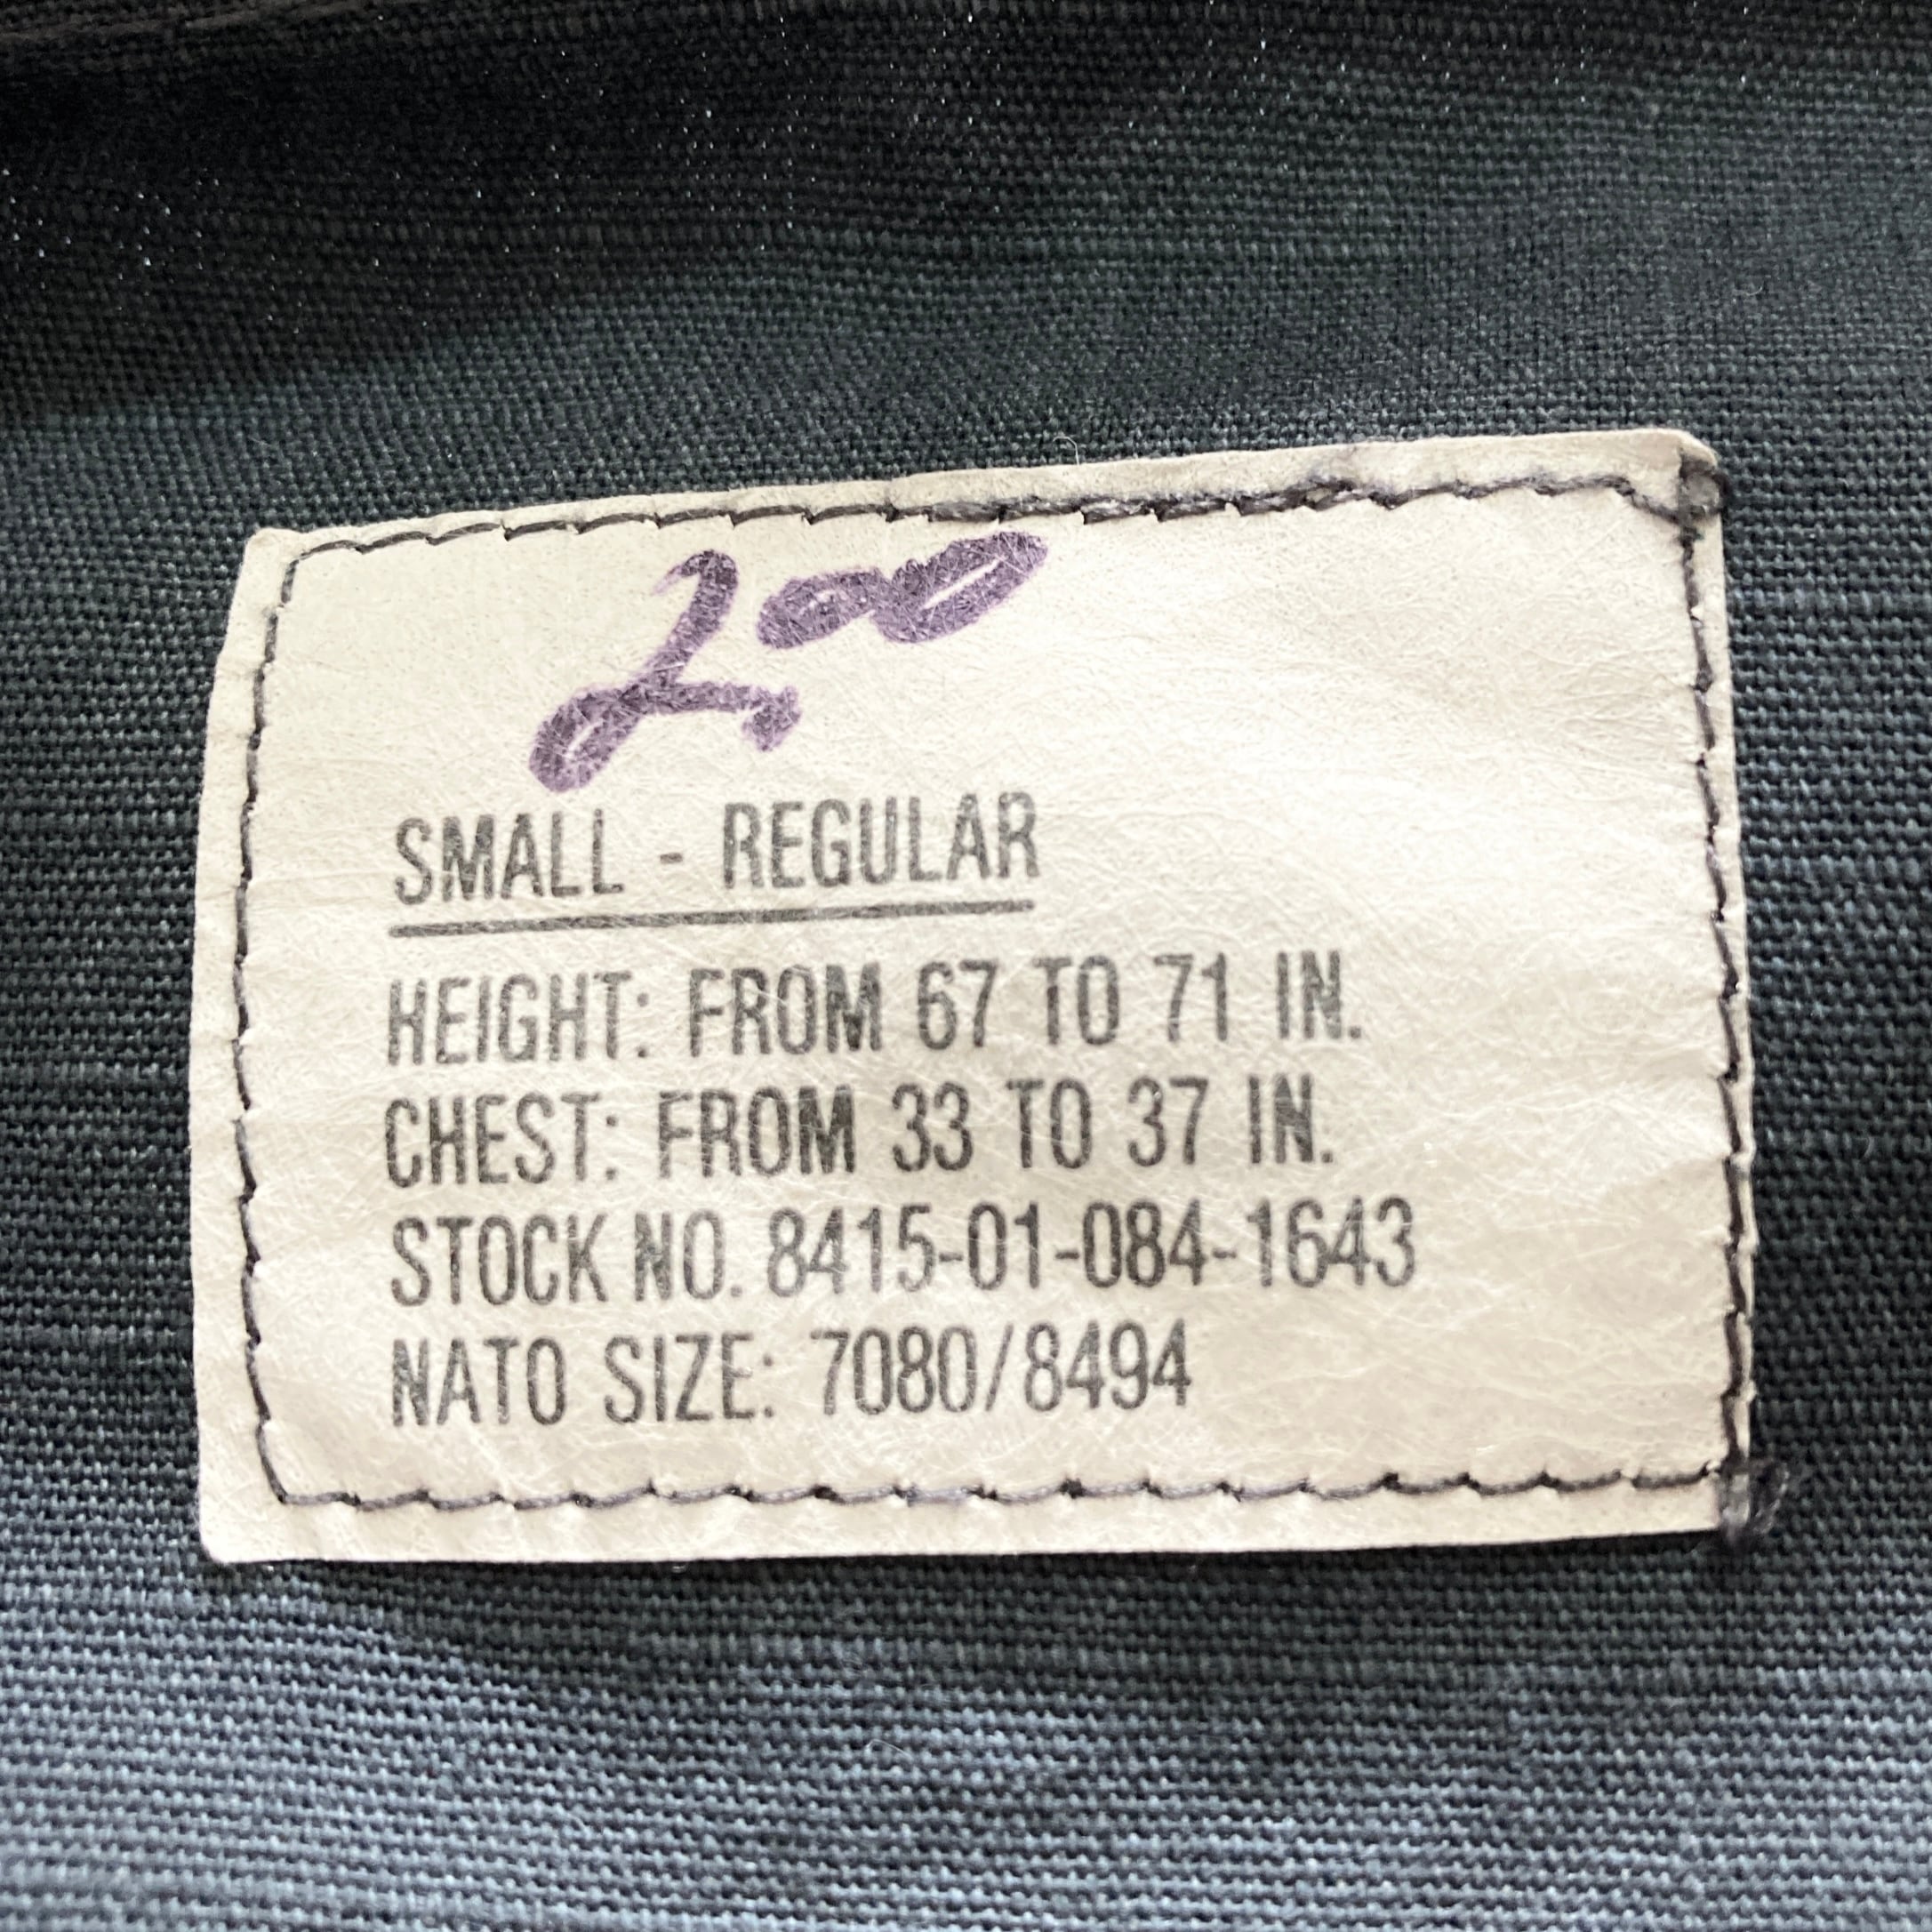 2.00
SMALL - REGULAR
HEIGHT: FROM 67 TO 71 IN.
CHEST: FROM 33 TO 37 IN.
STOCK NO. 8415-01-084-1643
NATO SIZE: 7080/8494